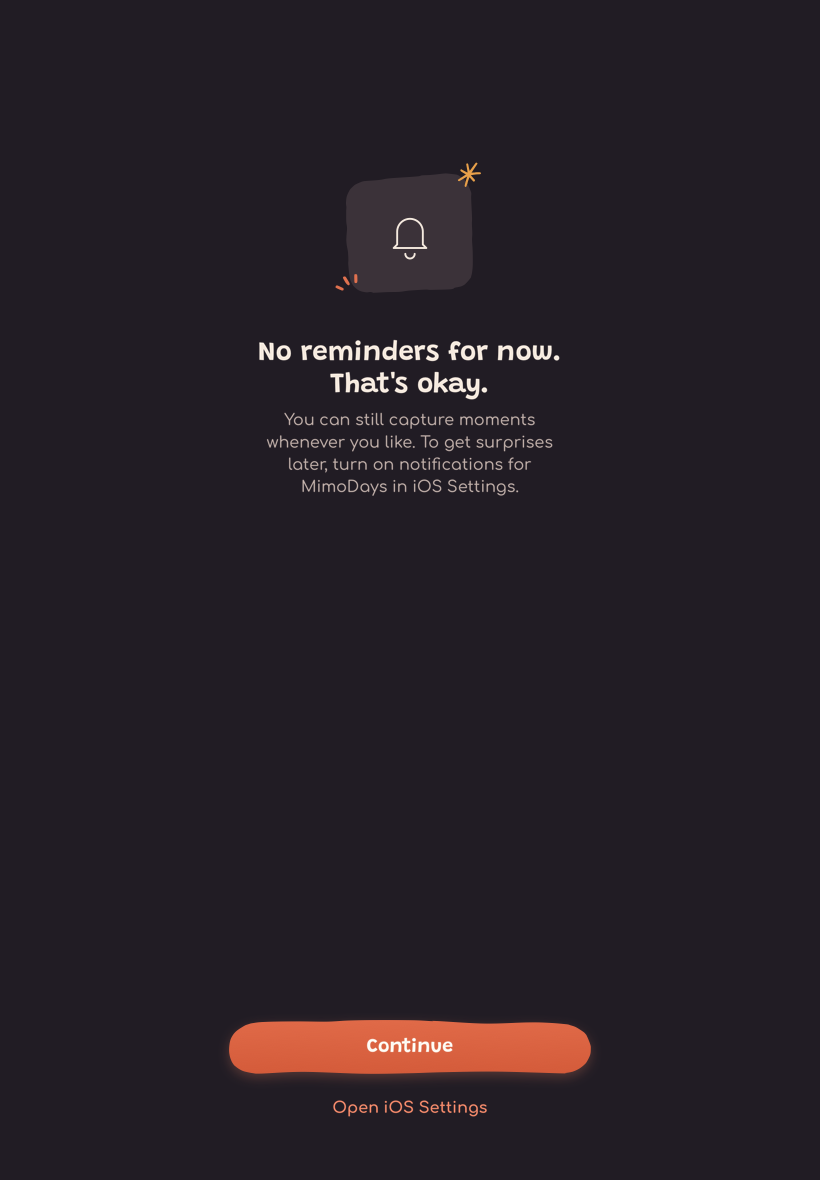 No reminders for now.
That's okay.
You can still capture moments
whenever you like. To get surprises
later, turn on notifications for
MimoDays in iOS Settings.
Continue
Open iOS Settings